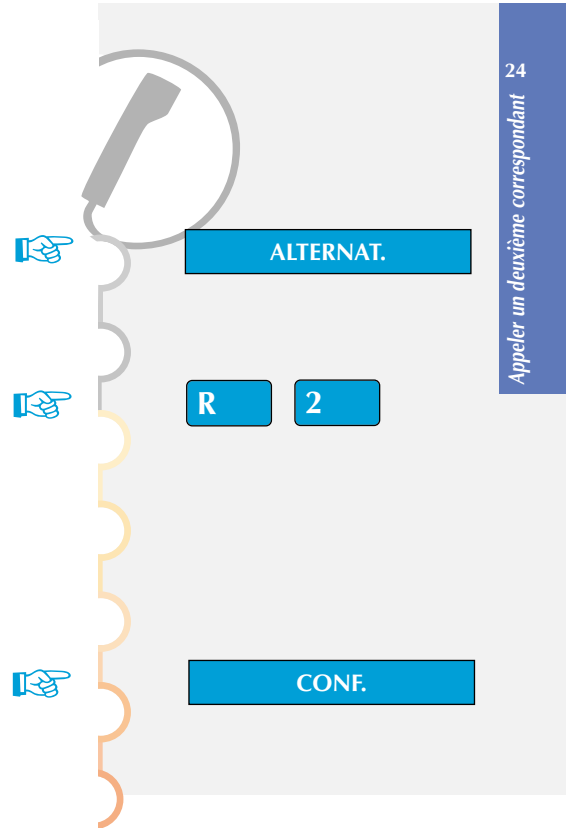 24
Appeler un deuxième correspondant
ALTERNAT.
R 2
CONF.